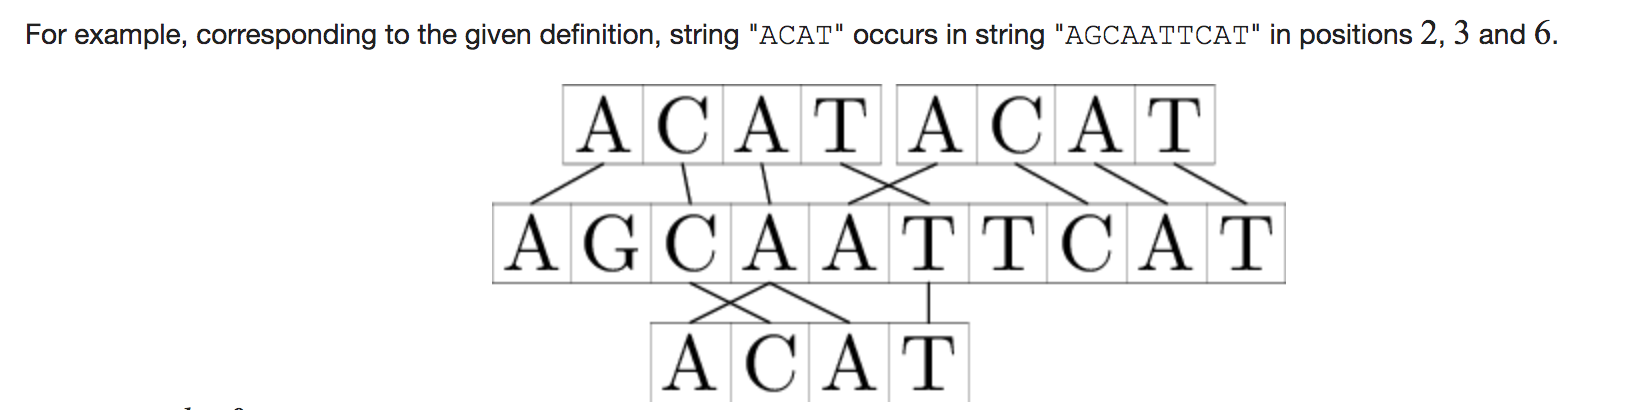 For example, corresponding to the given definition, string "ACAT" occurs in string "AGCAATTCAT" in positions 2, 3 and 6.
A C A T A C A T
A G C A A T T C A T
A C A T